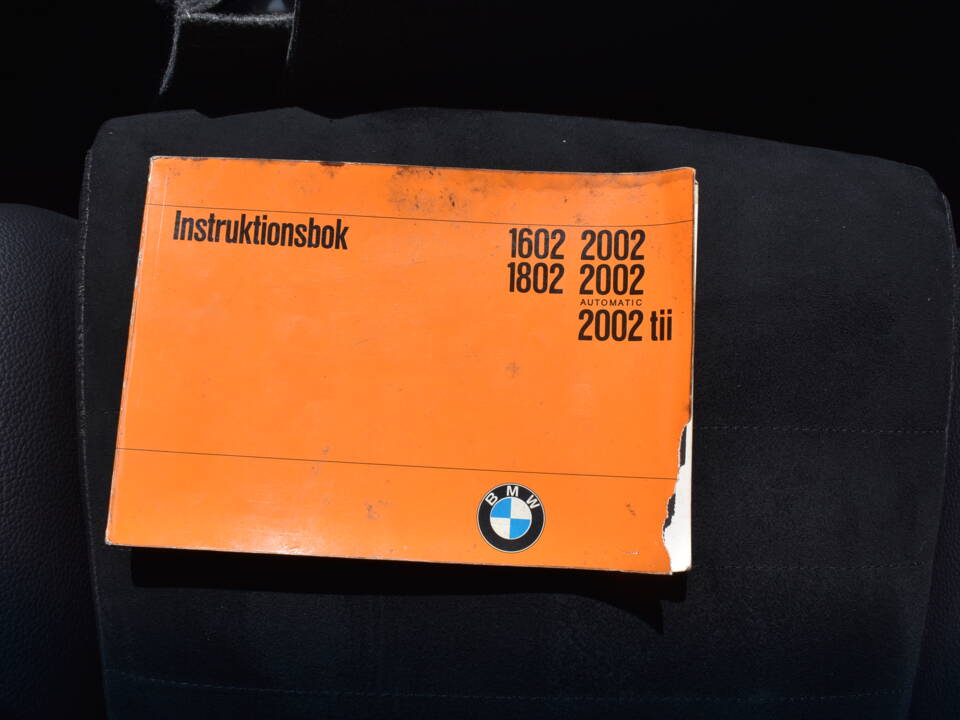 Instruktionsbok
1602 2002
1802 2002
AUTOMATIC
2002 tii
BMW